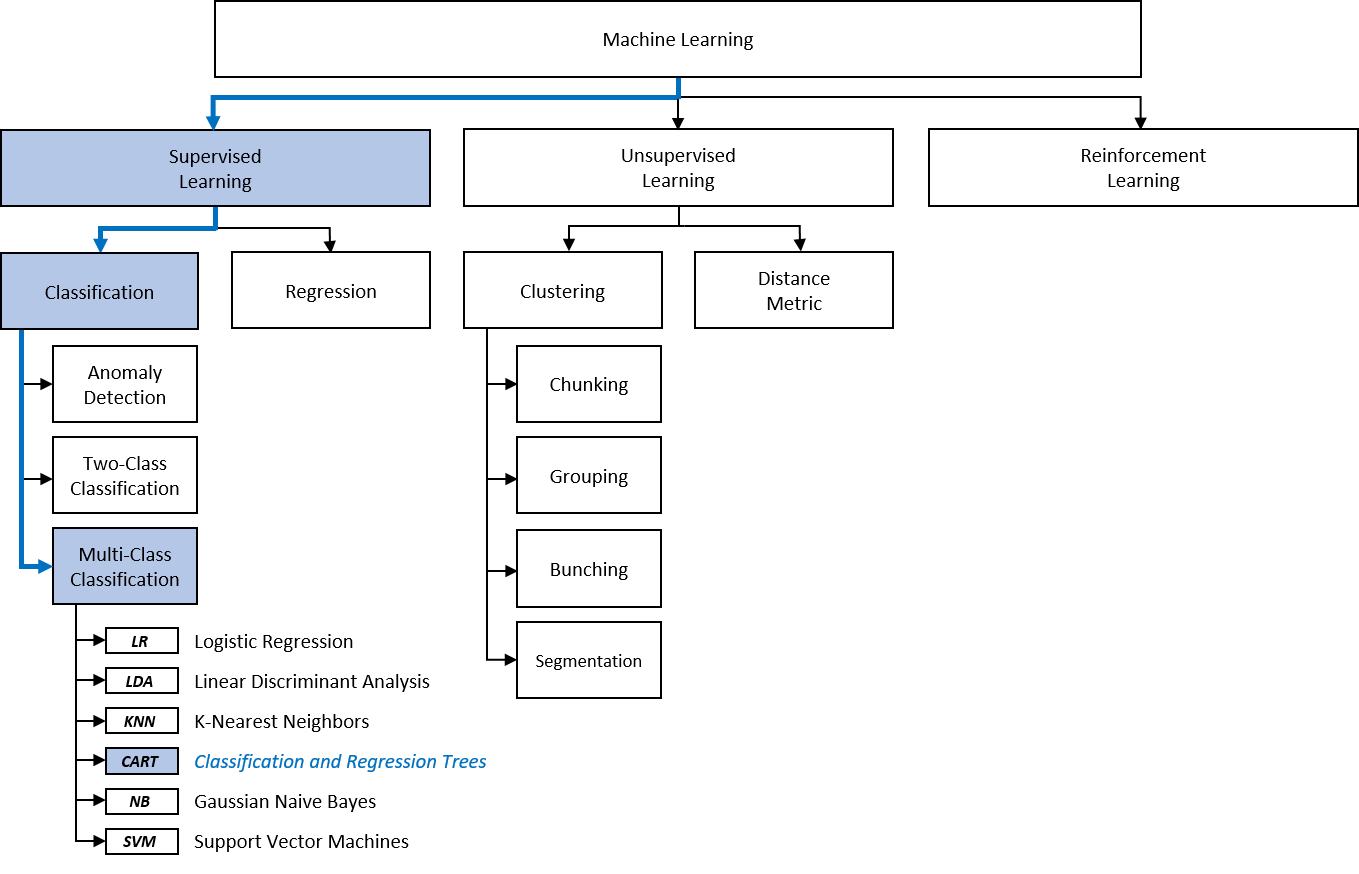 Machine Learning
Supervised
Learning
Unsupervised
Learning
Reinforcement
Learning
Classification
Regression
Clustering
Distance
Metric
Anomaly
Detection
Two-Class
Classification
Multi-Class
Classification
Chunking
Grouping
Bunching
Segmentation
LR Logistic Regression
LDA Linear Discriminant Analysis
KNN K-Nearest Neighbors
CART Classification and Regression Trees
NB Gaussian Naive Bayes
SVM Support Vector Machines